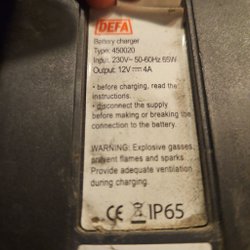 DEFA
Battery charger
Type: 450020
Input: 230V~ 50-60Hz 65W
Output: 12V⎓4A
• before charging, read the
instructions.
• disconnect the supply
before making or breaking the
connection to the battery.
WARNING: Explosive gasses,
prevent flames and sparks.
Provide adequate ventilation
during charging.
CE IP65